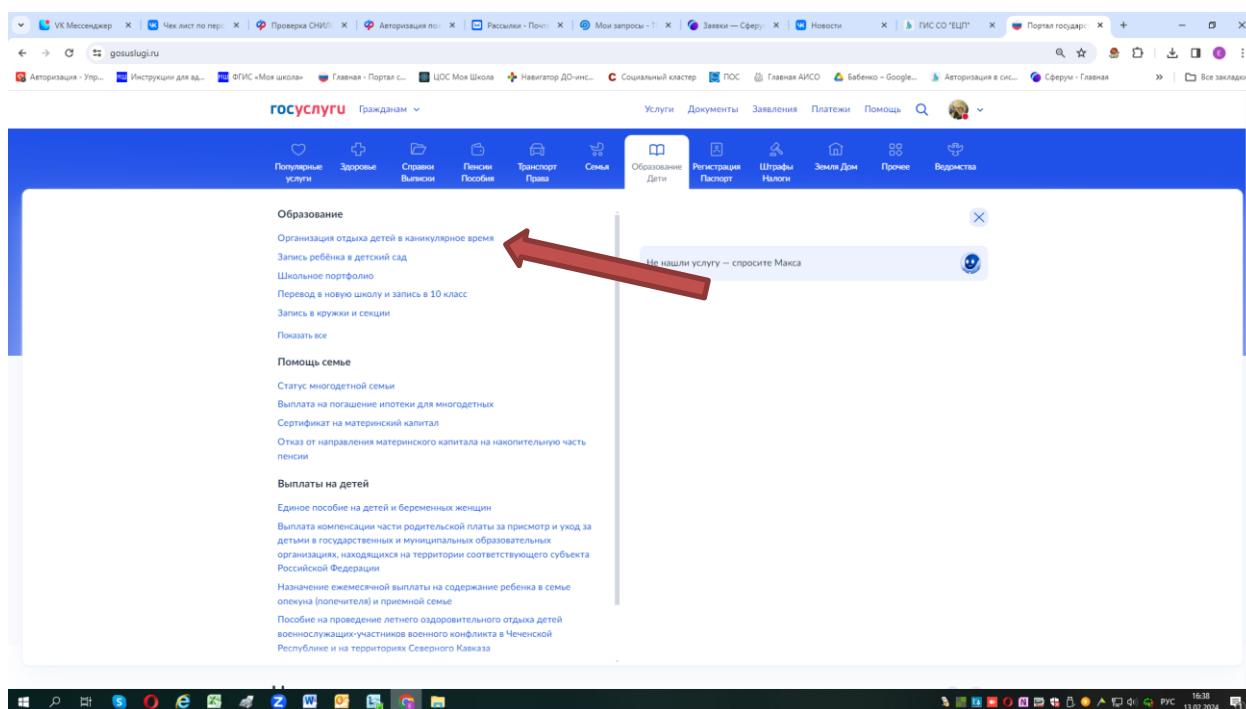 VK Мессенджер
Чек лист по перс
Проверка СНИЛ
Авторизация пол
Рассылки - Почта
Мои запросы - Т
Заявки — Сферу
Новости
ГИС СО "ЕЦП"
Портал государс
gosuslugi.ru
Авторизация - Упр...
Инструкции для ад...
ФГИС «Моя школа»
Главная - Портал с...
ЦОС Моя Школа
Навигатор ДО-инс...
Социальный кластер
ПОС
Главная АИСО
Бабенко – Google...
Авторизация в сис...
Сферум - Главная
Все закладки
госуслуги
Гражданам
Услуги Документы Заявления Платежи Помощь
Популярные услуги
Здоровье
Справки Выписки
Пенсии Пособия
Транспорт Права
Семья
Образование Дети
Регистрация Паспорт
Штрафы Налоги
Земля Дом
Прочее
Ведомства
Образование
Организация отдыха детей в каникулярное время
Запись ребёнка в детский сад
Школьное портфолио
Перевод в новую школу и запись в 10 класс
Запись в кружки и секции
Показать все
Помощь семье
Статус многодетной семьи
Выплата на погашение ипотеки для многодетных
Сертификат на материнский капитал
Отказ от направления материнского капитала на накопительную часть
пенсии
Выплаты на детей
Единое пособие на детей и беременных женщин
Выплата компенсации части родительской платы за присмотр и уход за
детьми в государственных и муниципальных образовательных
организациях, находящихся на территории соответствующего субъекта
Российской Федерации
Назначение ежемесячной выплаты на содержание ребенка в семье
опекуна (попечителя) и приемной семье
Пособие на проведение летнего оздоровительного отдыха детей
военнослужащих-участников военного конфликта в Чеченской
Республике и на территориях Северного Кавказа
Не нашли услугу — спросите Макса
РУС
16:38
13.02.2024